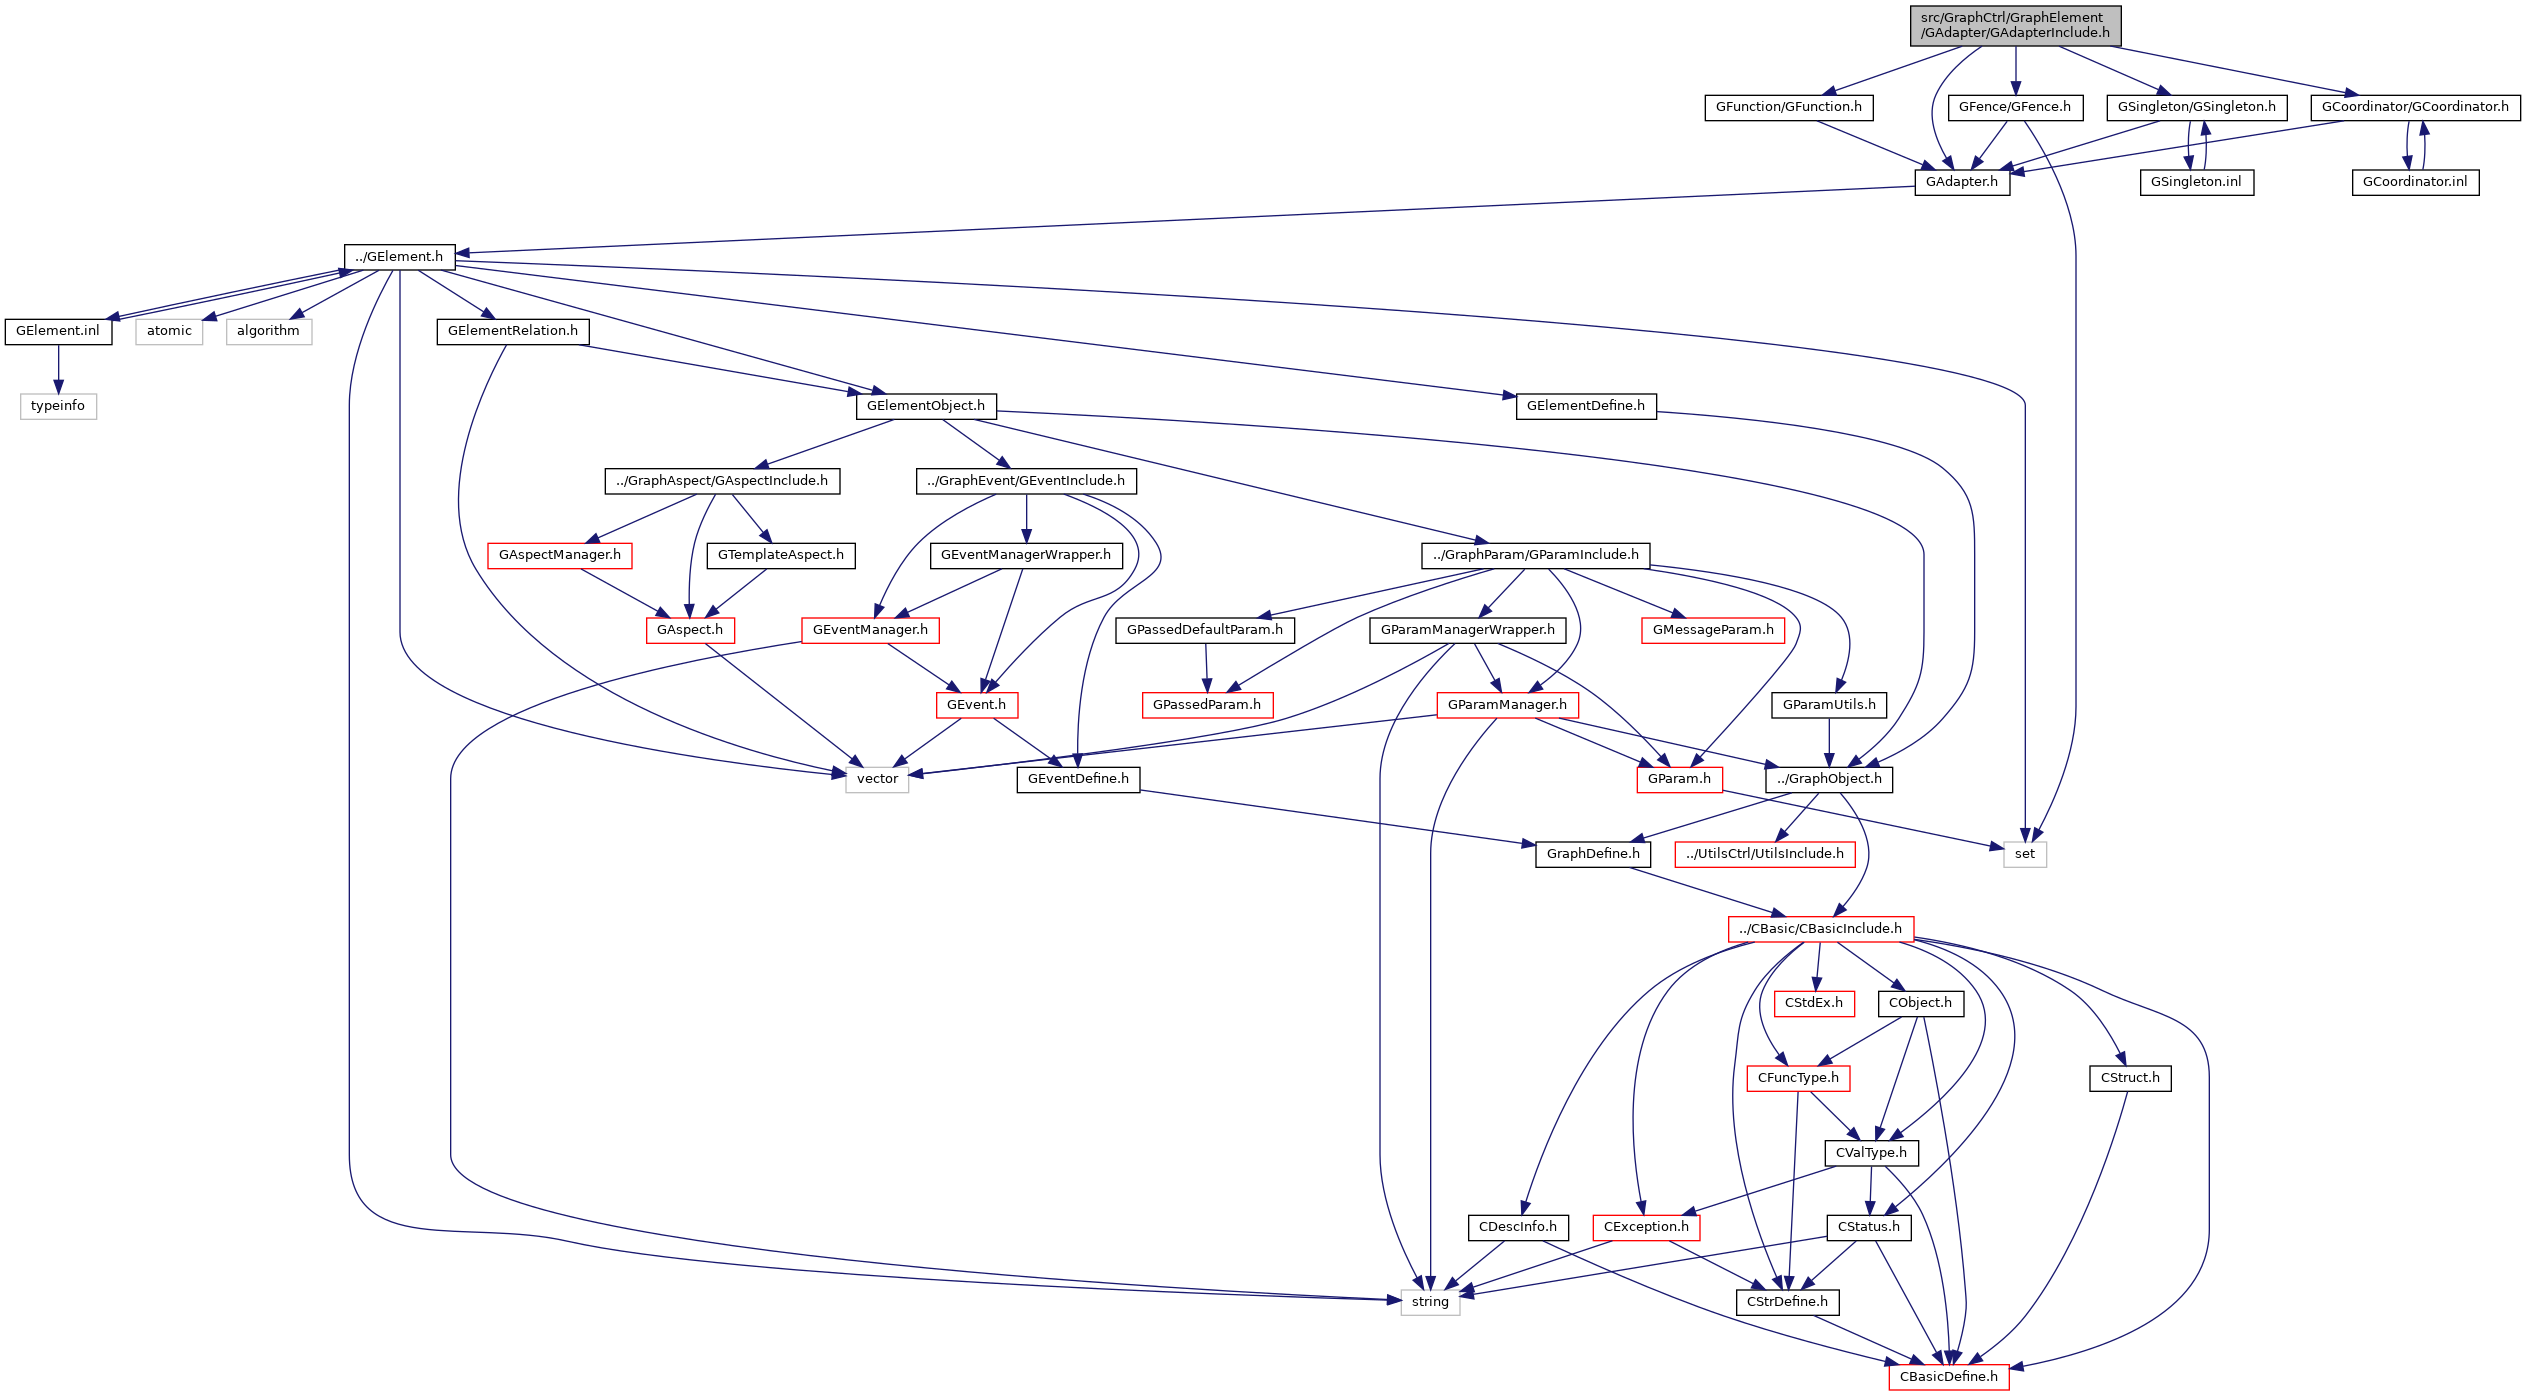 src/GraphCtrl/GraphElement
/GAdapter/GAdapterInclude.h
GFunction/GFunction.h
GFence/GFence.h
GSingleton/GSingleton.h
GCoordinator/GCoordinator.h
GAdapter.h
GSingleton.inl
GCoordinator.inl
../GElement.h
GElement.inl
atomic
algorithm
GElementRelation.h
typeinfo
GElementObject.h
GElementDefine.h
../GraphAspect/GAspectInclude.h
../GraphEvent/GEventInclude.h
GAspectManager.h
GTemplateAspect.h
GEventManagerWrapper.h
../GraphParam/GParamInclude.h
GAspect.h
GEventManager.h
GPassedDefaultParam.h
GParamManagerWrapper.h
GMessageParam.h
GEvent.h
GPassedParam.h
GParamManager.h
GParamUtils.h
vector
GEventDefine.h
GParam.h
../GraphObject.h
GraphDefine.h
../UtilsCtrl/UtilsInclude.h
set
../CBasic/CBasicInclude.h
CStdEx.h
CObject.h
CFuncType.h
CStruct.h
CValType.h
CDescInfo.h
CException.h
CStatus.h
string
CStrDefine.h
CBasicDefine.h